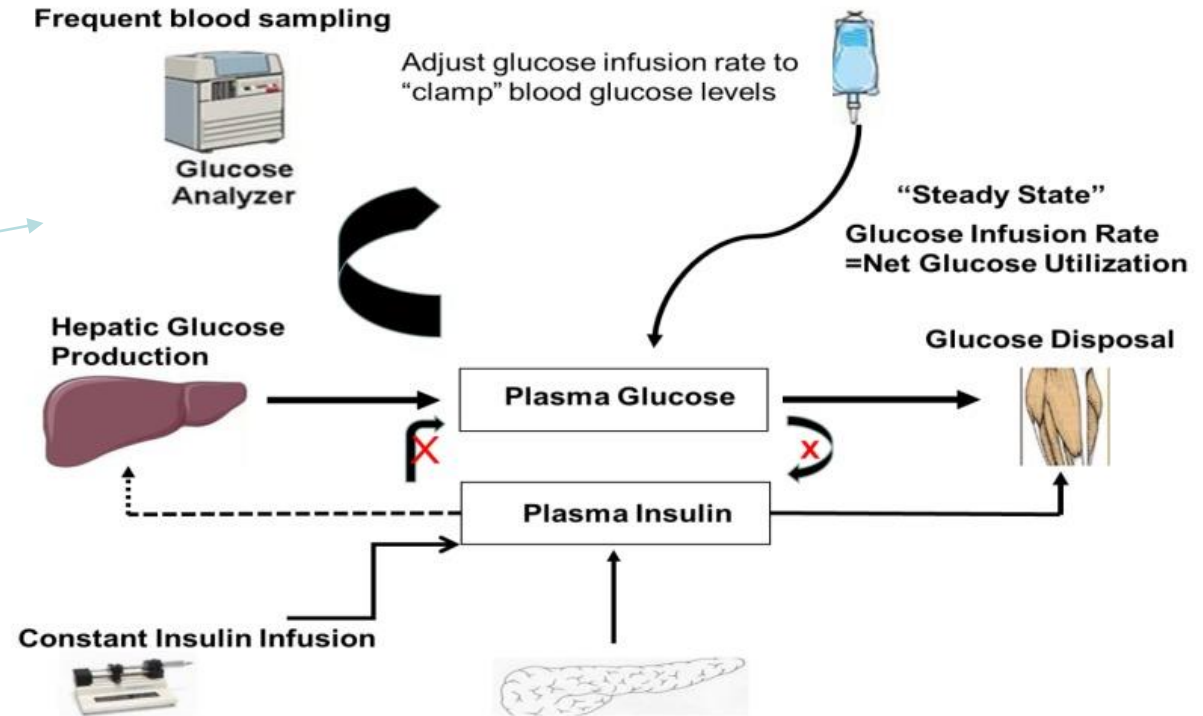 Frequent blood sampling
Adjust glucose infusion rate to
“clamp” blood glucose levels
Glucose
Analyzer
“Steady State”
Glucose Infusion Rate
=Net Glucose Utilization
Hepatic Glucose
Production
Glucose Disposal
Plasma Glucose
X
x
Plasma Insulin
Constant Insulin Infusion